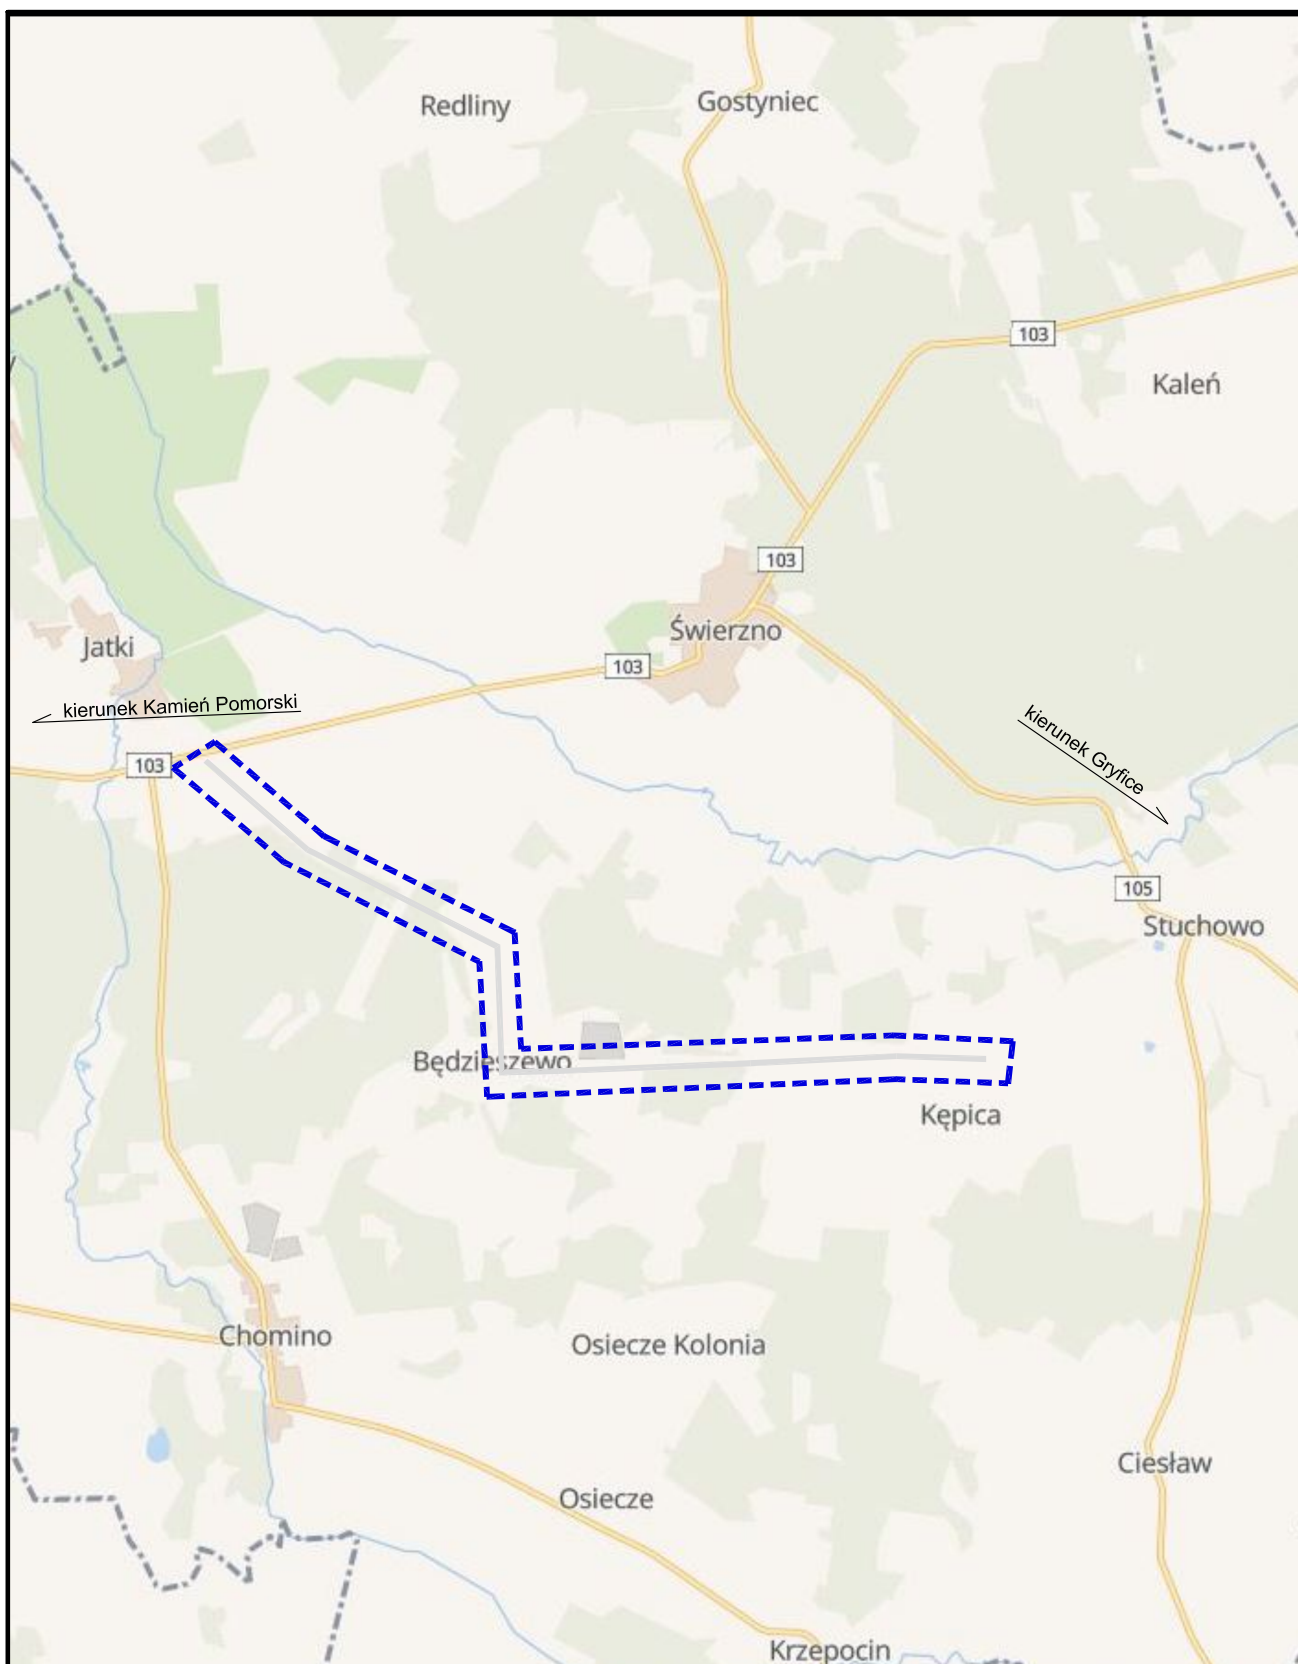 Redliny
Gostyniec
103
Kaleń
103
Świerzno
Jatki
103
kierunek Kamień Pomorski
kierunek Gryfice
103
105
Stuchowo
Będzieszewo
Kępica
Chomino
Osiecze Kolonia
Ciesław
Osiecze
Krzepocin